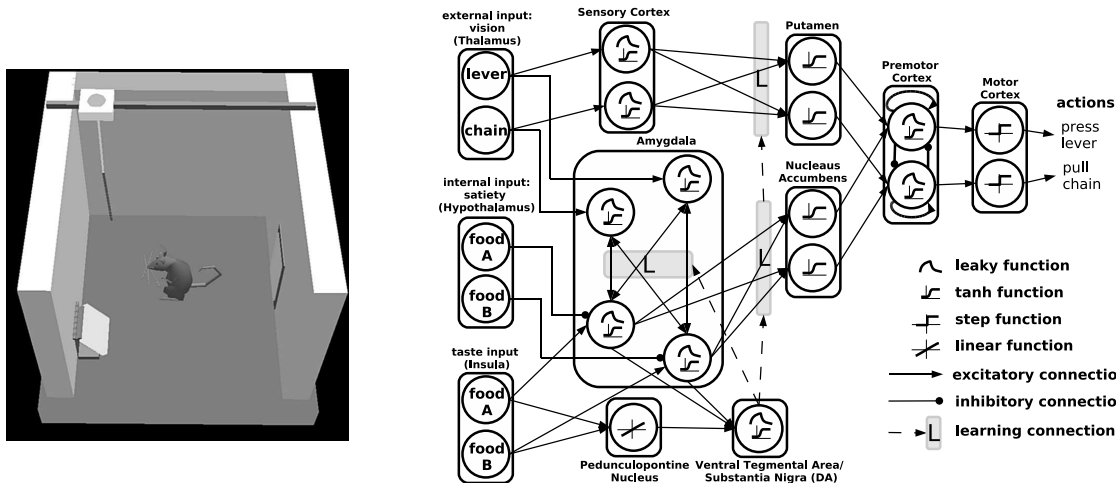 external input:
vision
(Thalamus)
lever
chain
Sensory Cortex
L
Putamen
Premotor
Cortex
Motor
Cortex
actions
press
lever
pull
chain
Amygdala
L
internal input:
satiety
(Hypothalamus)
food
A
food
B
L
Nucleaus
Accumbens
taste input
(Insula)
food
A
food
B
Pedunculopontine
Nucleus
Ventral Tegmental Area/
Substantia Nigra (DA)
leaky function
tanh function
step function
linear function
excitatory connectio
inhibitory connectio
L learning connection